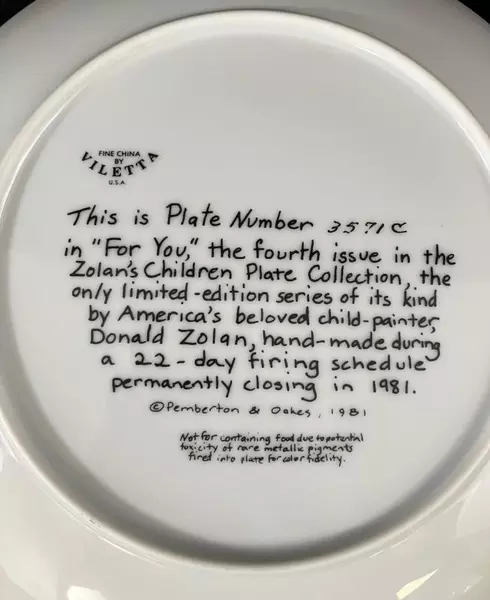 FINE CHINA
BY
VILETTA
U.S.A.
This is Plate Number 3571C
in "For You," the fourth issue in the
Zolan's Children Plate Collection, the
only limited-edition series of its kind
by America's beloved child-painter,
Donald Zolan, hand-made during
a 22-day firing schedule
permanently closing in 1981.
©Pemberton & Oakes, 1981
Not for containing food due to potential
toxicity of rare metallic pigments
fired into plate for color fidelity.